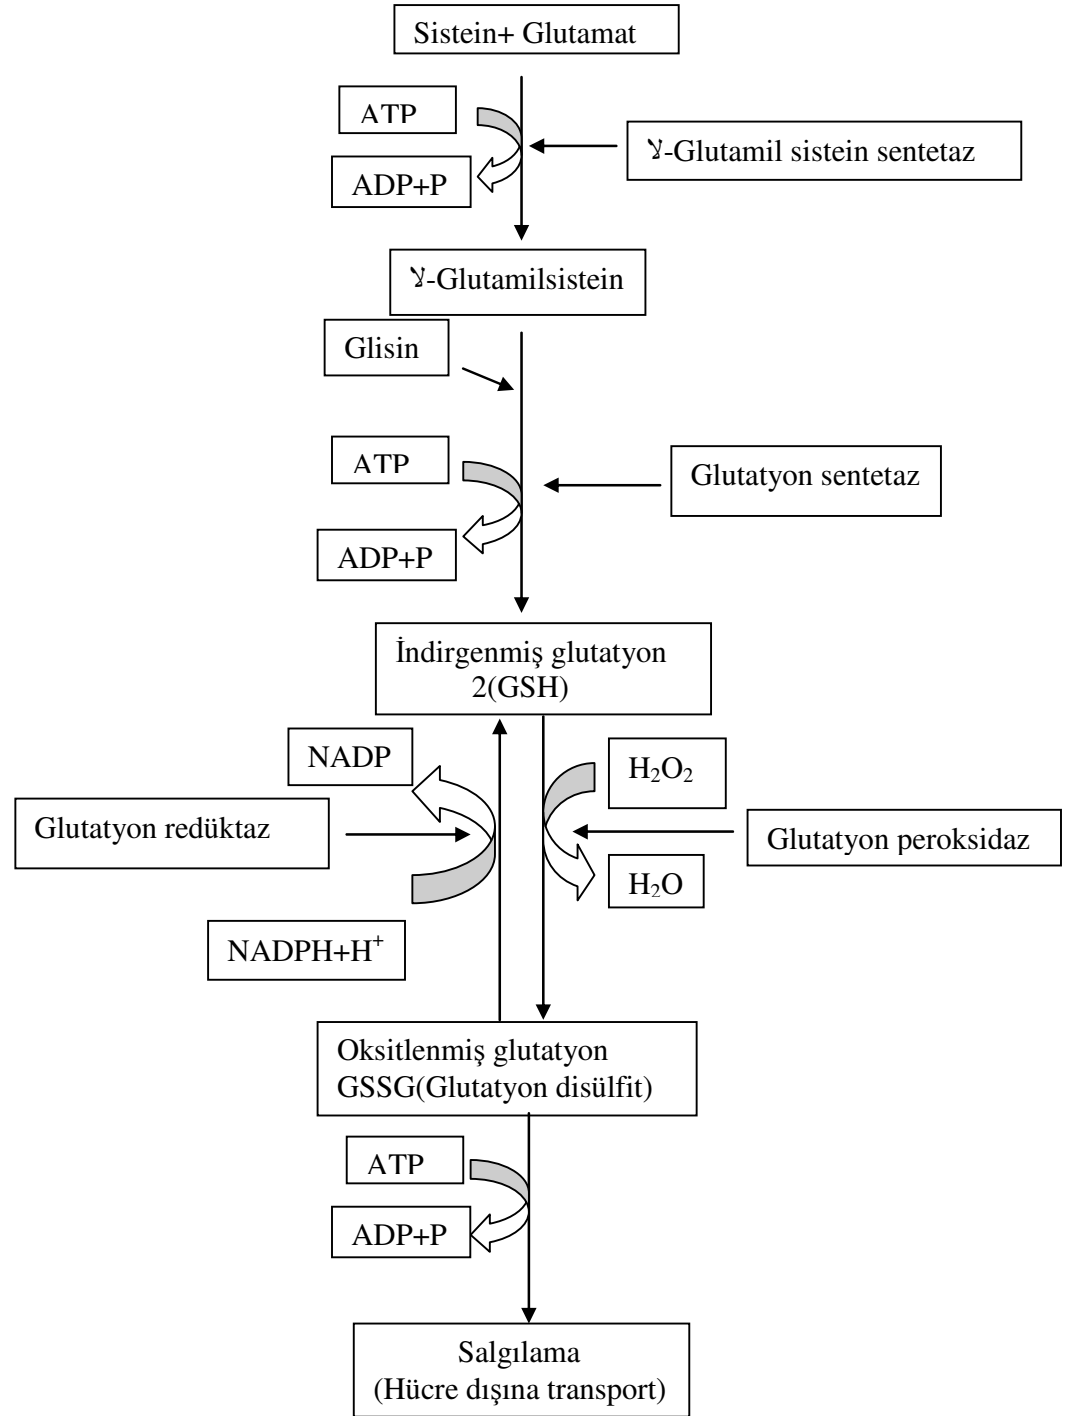 Sistein+ Glutamat
ATP
Ɣ-Glutamil sistein sentetaz
ADP+P
Ɣ-Glutamilsistein
Glisin
ATP
Glutatyon sentetaz
ADP+P
İndirgenmiş glutatyon
2(GSH)
NADP
H₂O₂
Glutatyon redüktaz
Glutatyon peroksidaz
H₂O
NADPH+H⁺
Oksitlenmiş glutatyon
GSSG(Glutatyon disülfit)
ATP
ADP+P
Salgılama
(Hücre dışına transport)